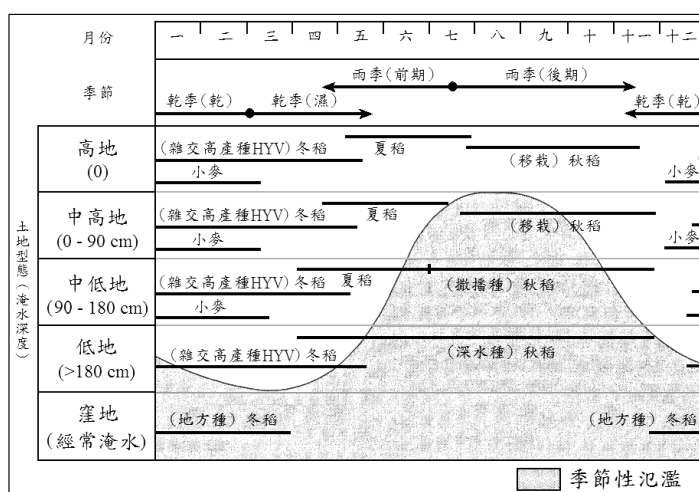 月份 一 二 三 四 五 六 七 八 九 十 十一 十二
季節
雨季(前期) 雨季(後期)
乾季(乾) 乾季(濕) 乾季(乾)
土地型態(淹水深度)
高地
(0)
(雜交高產種HYV) 冬稻 夏稻 (移栽) 秋稻
小麥 小麥
中高地
(0 - 90 cm)
(雜交高產種HYV) 冬稻 夏稻 (移栽) 秋稻
小麥 小麥
中低地
(90 - 180 cm)
(雜交高產種HYV) 冬稻 夏稻 (撒播種) 秋稻
小麥
低地
(>180 cm)
(雜交高產種HYV) 冬稻 (深水種) 秋稻
窪地
(經常淹水)
(地方種) 冬稻 (地方種) 冬稻
季節性氾濫